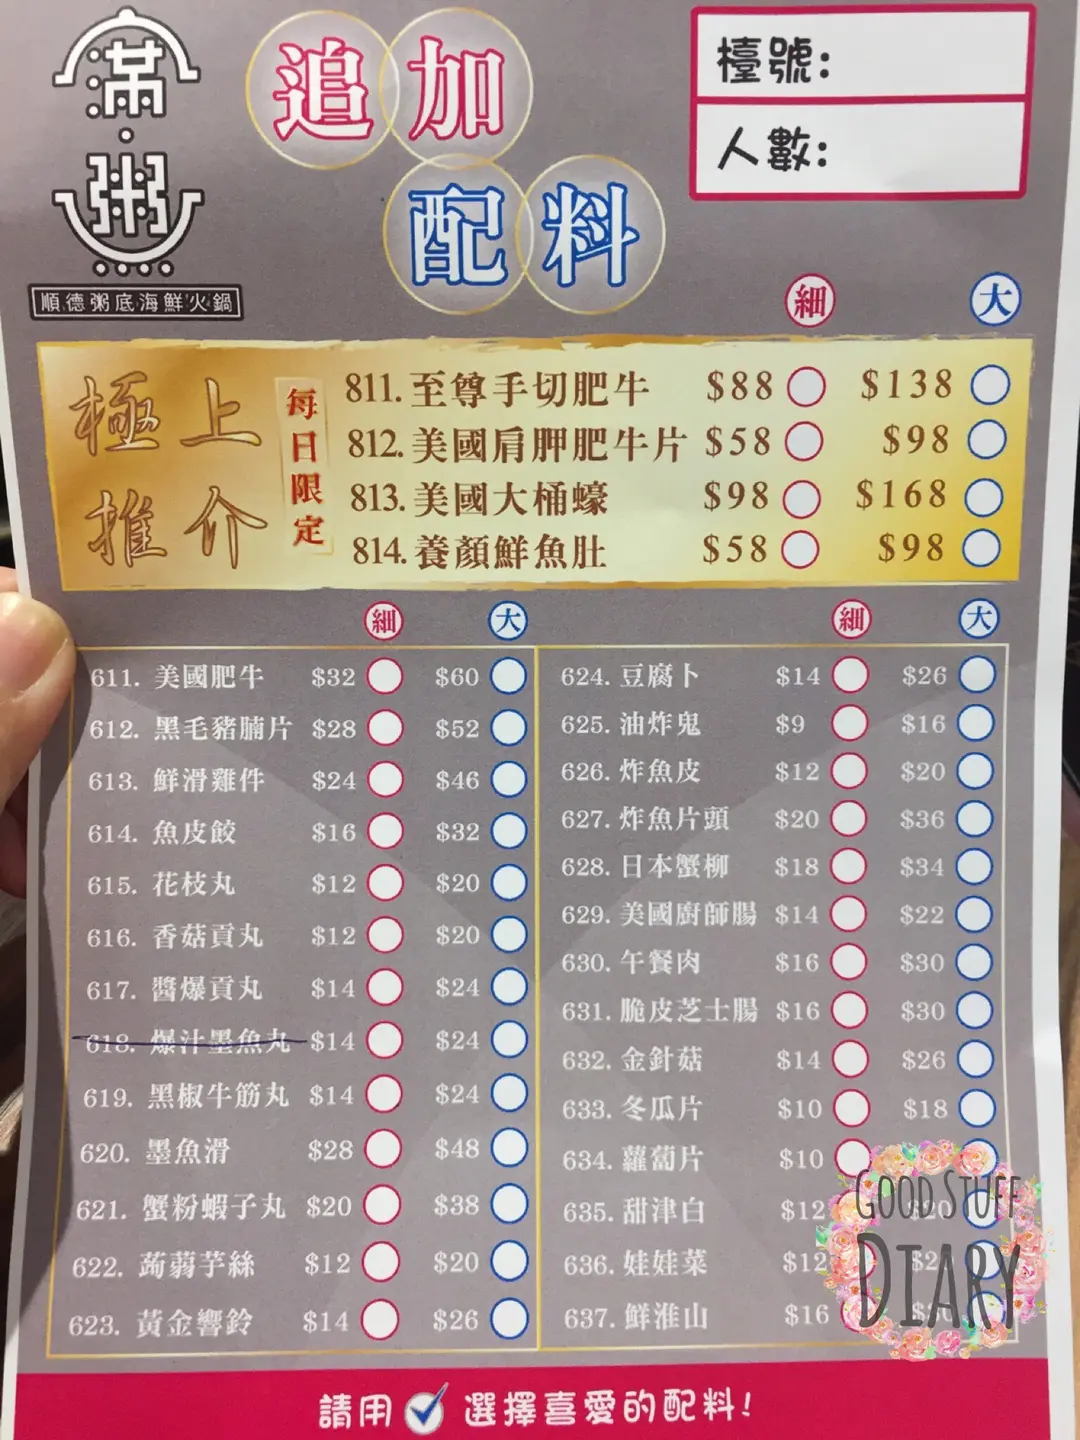 滿·粥
順德粥底海鮮火鍋
追加
配料
檯號:
人數:
細 大
極上
推介
每日限定
811. 至尊手切肥牛 $88 $138
812. 美國肩胛肥牛片 $58 $98
813. 美國大桶蠔 $98 $168
814. 養顏鮮魚肚 $58 $98
細 大
611. 美國肥牛 $32 $60
612. 黑毛豬腩片 $28 $52
613. 鮮滑雞件 $24 $46
614. 魚皮餃 $16 $32
615. 花枝丸 $12 $20
616. 香菇貢丸 $12 $20
617. 醬爆貢丸 $14 $24
618. 爆汁墨魚丸 $14 $24
619. 黑椒牛筋丸 $14 $24
620. 墨魚滑 $28 $48
621. 蟹粉蝦子丸 $20 $38
622. 蒟蒻芋絲 $12 $20
623. 黃金響鈴 $14 $26
細 大
624. 豆腐卜 $14 $26
625. 油炸鬼 $9 $16
626. 炸魚皮 $12 $20
627. 炸魚片頭 $20 $36
628. 日本蟹柳 $18 $34
629. 美國廚師腸 $14 $22
630. 午餐肉 $16 $30
631. 脆皮芝士腸 $16 $30
632. 金針菇 $14 $26
633. 冬瓜片 $10 $18
634. 蘿蔔片 $10
635. 甜津白 $12 $20
636. 娃娃菜 $12
637. 鮮淮山 $16
GOOD STUFF
DIARY
請用 選擇喜愛的配料!